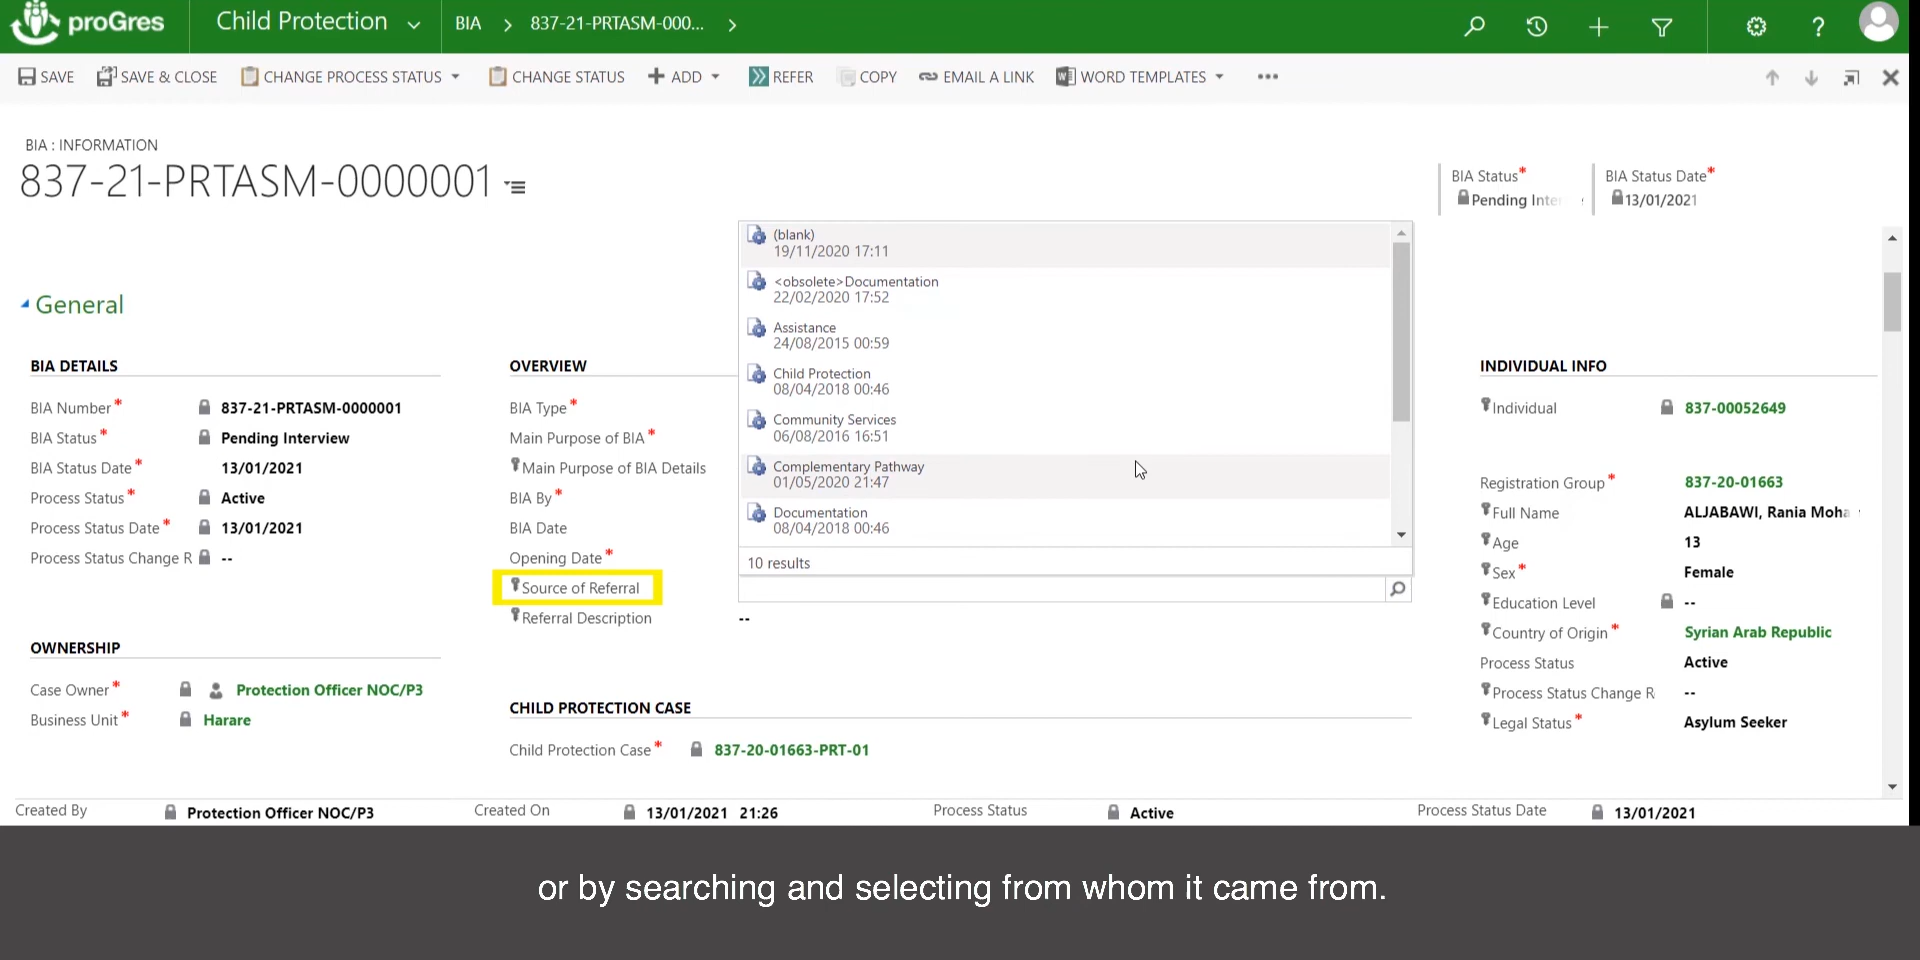 proGres
Child Protection
BIA
837-21-PRTASM-000...
SAVE
SAVE & CLOSE
CHANGE PROCESS STATUS
CHANGE STATUS
ADD
REFER
COPY
EMAIL A LINK
WORD TEMPLATES
BIA : INFORMATION
837-21-PRTASM-0000001
BIA Status*
Pending Inte
BIA Status Date*
13/01/2021
General
BIA DETAILS
BIA Number* 837-21-PRTASM-0000001
BIA Status* Pending Interview
BIA Status Date* 13/01/2021
Process Status* Active
Process Status Date* 13/01/2021
Process Status Change R --
OWNERSHIP
Case Owner* Protection Officer NOC/P3
Business Unit* Harare
OVERVIEW
BIA Type*
Main Purpose of BIA*
Main Purpose of BIA Details
BIA By*
BIA Date
Opening Date*
Source of Referral
Referral Description --
(blank)
19/11/2020 17:11
<obsolete>Documentation
22/02/2020 17:52
Assistance
24/08/2015 00:59
Child Protection
08/04/2018 00:46
Community Services
06/08/2016 16:51
Complementary Pathway
01/05/2020 21:47
Documentation
08/04/2018 00:46
10 results
CHILD PROTECTION CASE
Child Protection Case* 837-20-01663-PRT-01
INDIVIDUAL INFO
Individual 837-00052649
Registration Group* 837-20-01663
Full Name ALJABAWI, Rania Moha
Age 13
Sex* Female
Education Level --
Country of Origin* Syrian Arab Republic
Process Status Active
Process Status Change R --
Legal Status* Asylum Seeker
Created By Protection Officer NOC/P3
Created On 13/01/2021 21:26
Process Status Active
Process Status Date 13/01/2021
or by searching and selecting from whom it came from.